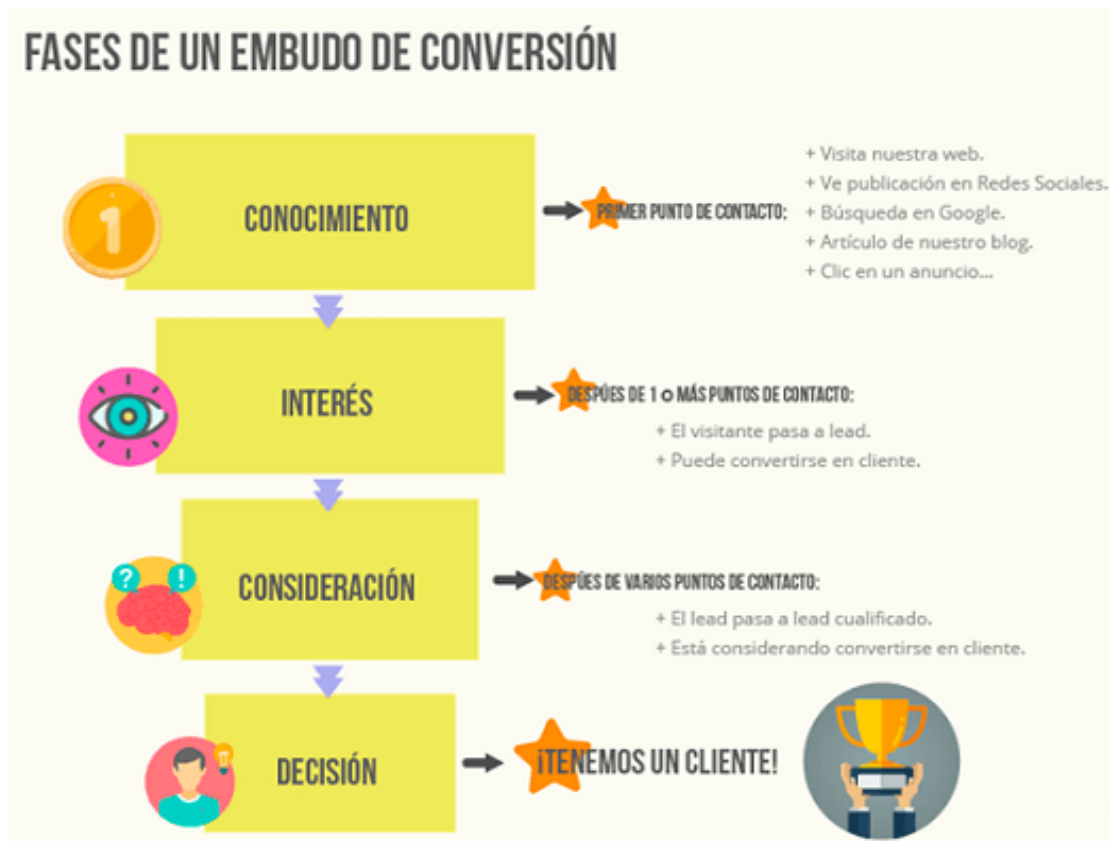 FASES DE UN EMBUDO DE CONVERSIÓN
1
CONOCIMIENTO
PRIMER PUNTO DE CONTACTO:
+ Visita nuestra web.
+ Ve publicación en Redes Sociales.
+ Búsqueda en Google.
+ Artículo de nuestro blog.
+ Clic en un anuncio...
INTERÉS
DESPÚES DE 1 O MÁS PUNTOS DE CONTACTO:
+ El visitante pasa a lead.
+ Puede convertirse en cliente.
? !
CONSIDERACIÓN
DESPÚES DE VARIOS PUNTOS DE CONTACTO:
+ El lead pasa a lead cualificado.
+ Está considerando convertirse en cliente.
DECISIÓN
¡TENEMOS UN CLIENTE!